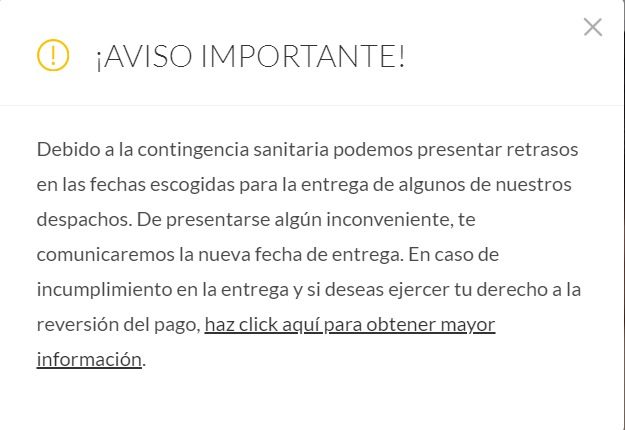 ¡AVISO IMPORTANTE!
Debido a la contingencia sanitaria podemos presentar retrasos
en las fechas escogidas para la entrega de algunos de nuestros
despachos. De presentarse algún inconveniente, te
comunicaremos la nueva fecha de entrega. En caso de
incumplimiento en la entrega y si deseas ejercer tu derecho a la
reversión del pago, haz click aquí para obtener mayor
información.